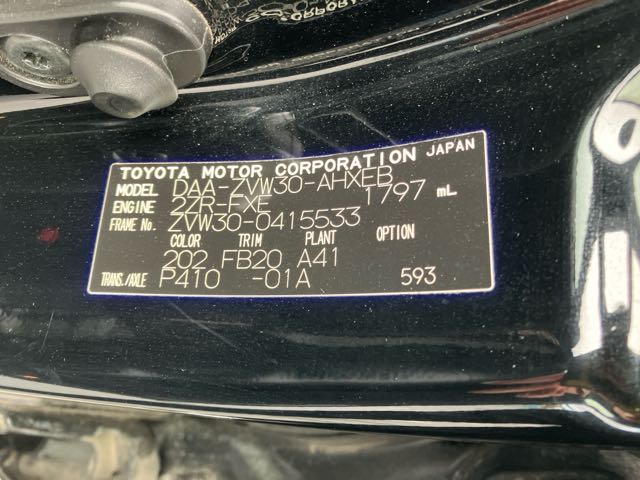 TOYOTA MOTOR CORPORATION JAPAN
MODEL DAA-ZVW30-AHXEB
ENGINE 2ZR-FXE 1797 mL
FRAME No. ZVW30-0415533
COLOR TRIM PLANT OPTION
202 FB20 A41
TRANS./AXLE P410 -01A 593